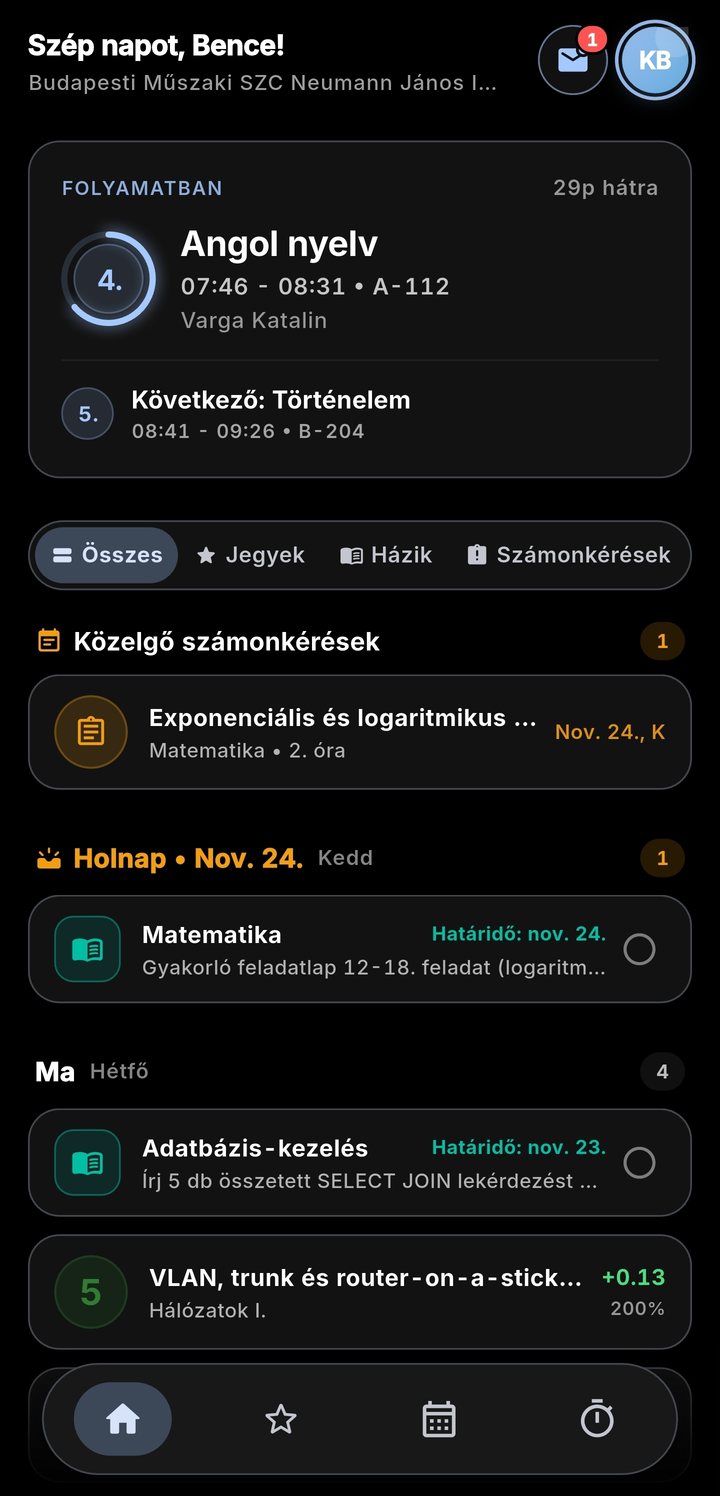 Szép napot, Bence!
Budapesti Műszaki SZC Neumann János I...
1
KB
FOLYAMATBAN
29p hátra
4.
Angol nyelv
07:46 - 08:31 • A-112
Varga Katalin
5.
Következő: Történelem
08:41 - 09:26 • B-204
Összes
Jegyek
Házik
Számonkérések
Közelgő számonkérések
1
Exponenciális és logaritmikus ...
Nov. 24., K
Matematika • 2. óra
Holnap • Nov. 24.
Kedd
1
Matematika
Határidő: nov. 24.
Gyakorló feladatlap 12-18. feladat (logaritm...
Ma
Hétfő
4
Adatbázis-kezelés
Határidő: nov. 23.
Írj 5 db összetett SELECT JOIN lekérdezést ...
5
VLAN, trunk és router-on-a-stick...
+0.13
Hálózatok I.
200%